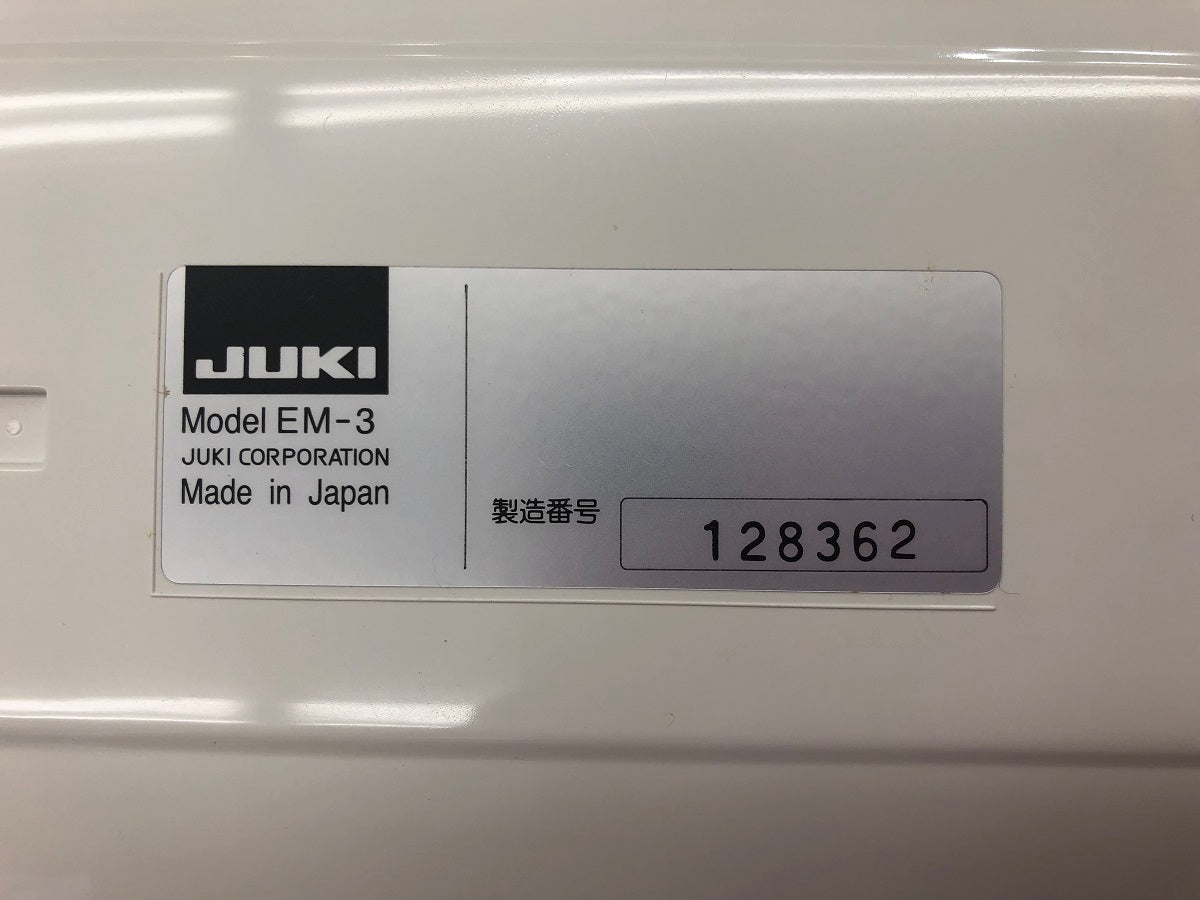 JUKI
Model EM-3
JUKI CORPORATION
Made in Japan
製造番号 128362